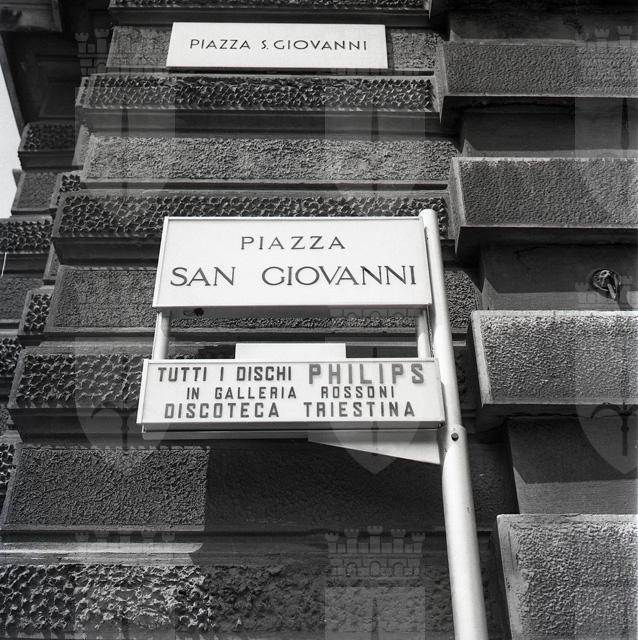 PIAZZA S. GIOVANNI
PIAZZA
SAN GIOVANNI
TUTTI I DISCHI PHILIPS
IN GALLERIA ROSSONI
DISCOTECA TRIESTINA